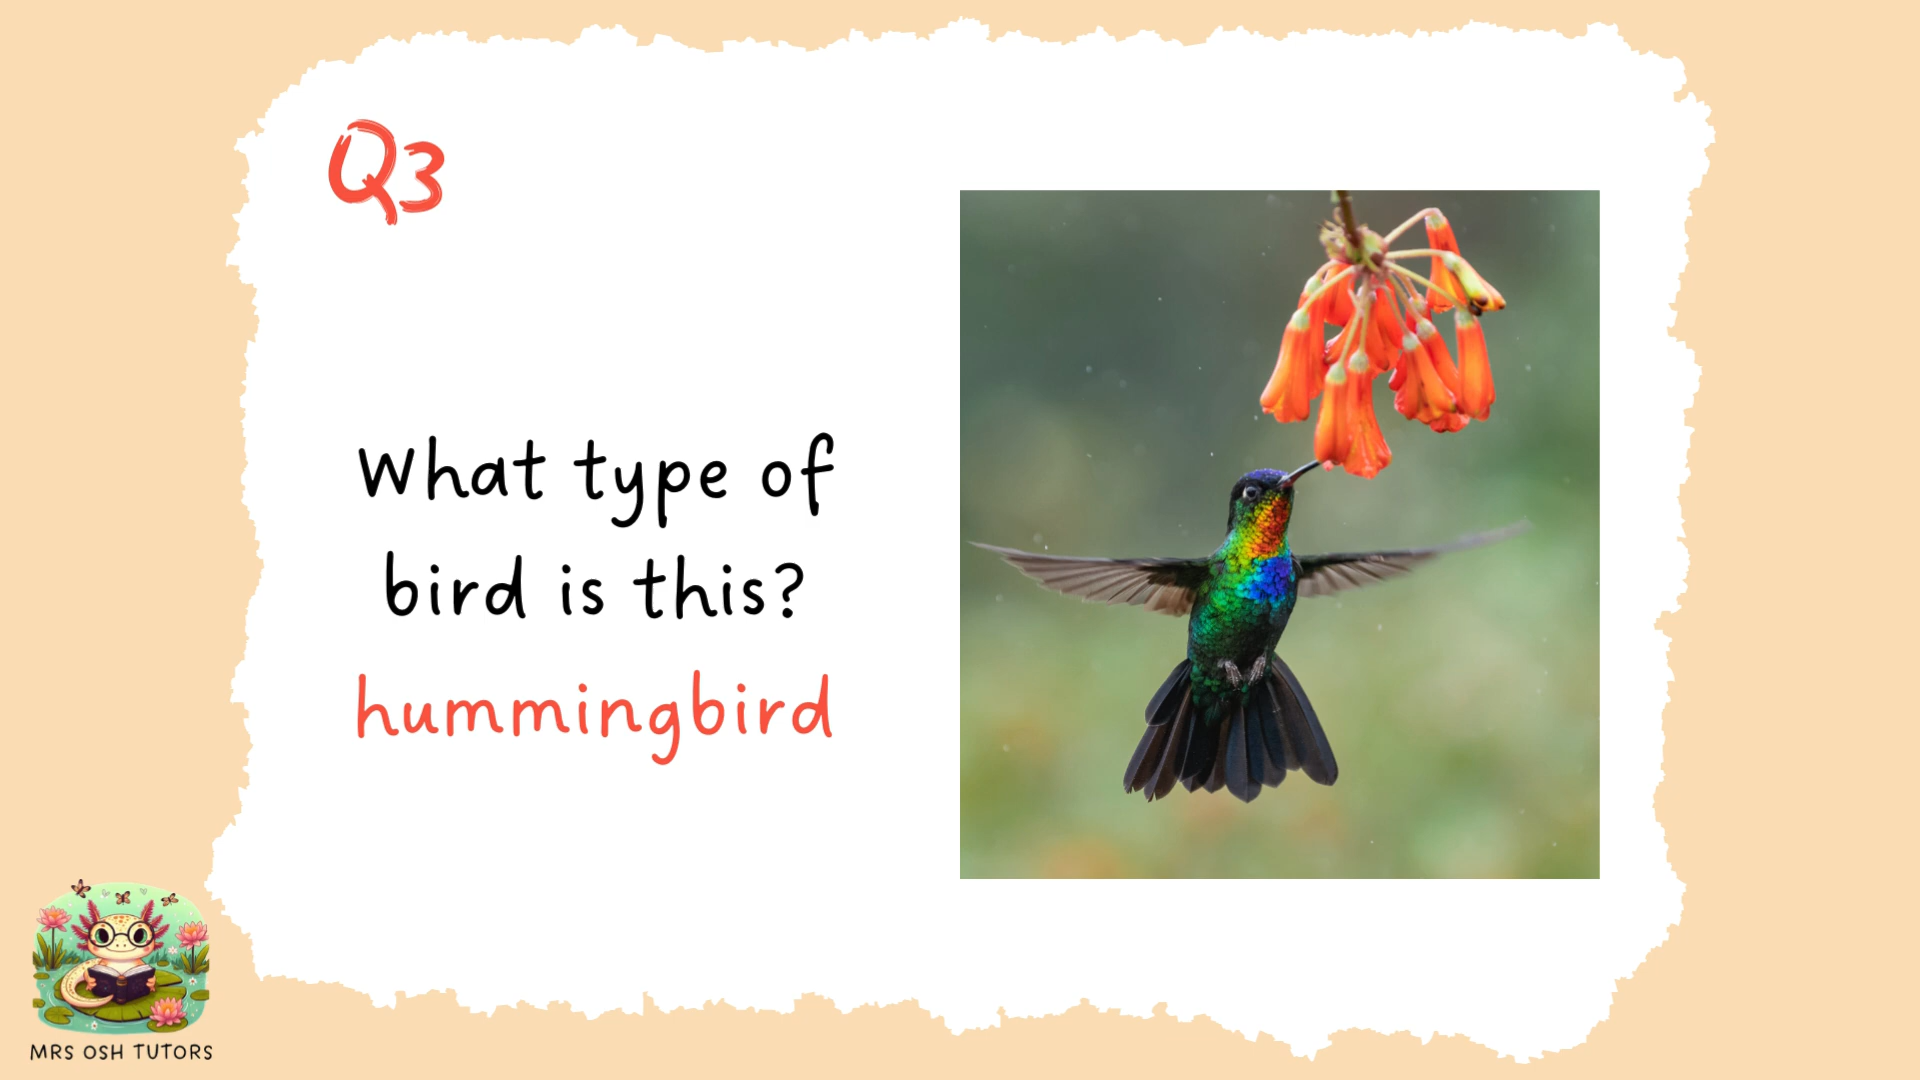 Q3
What type of
bird is this?
hummingbird
MRS OSH TUTORS